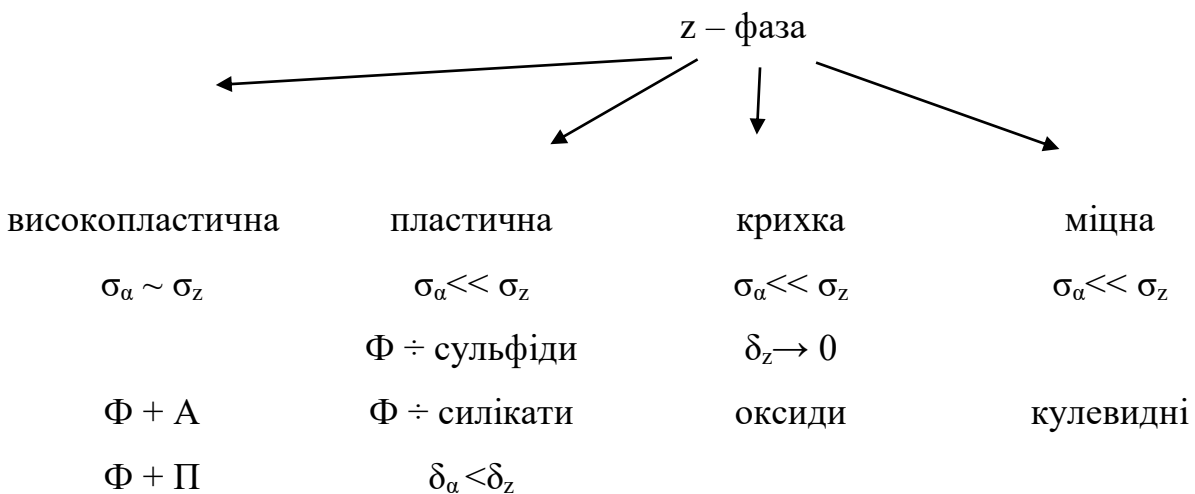 z – фаза
високопластична пластична крихка міцна
σα ~ σz σα<< σz σα<< σz σα<< σz
Ф ÷ сульфіди δz→ 0
Ф + А Ф ÷ силікати оксиди кулевидні
Ф + П δα <δz